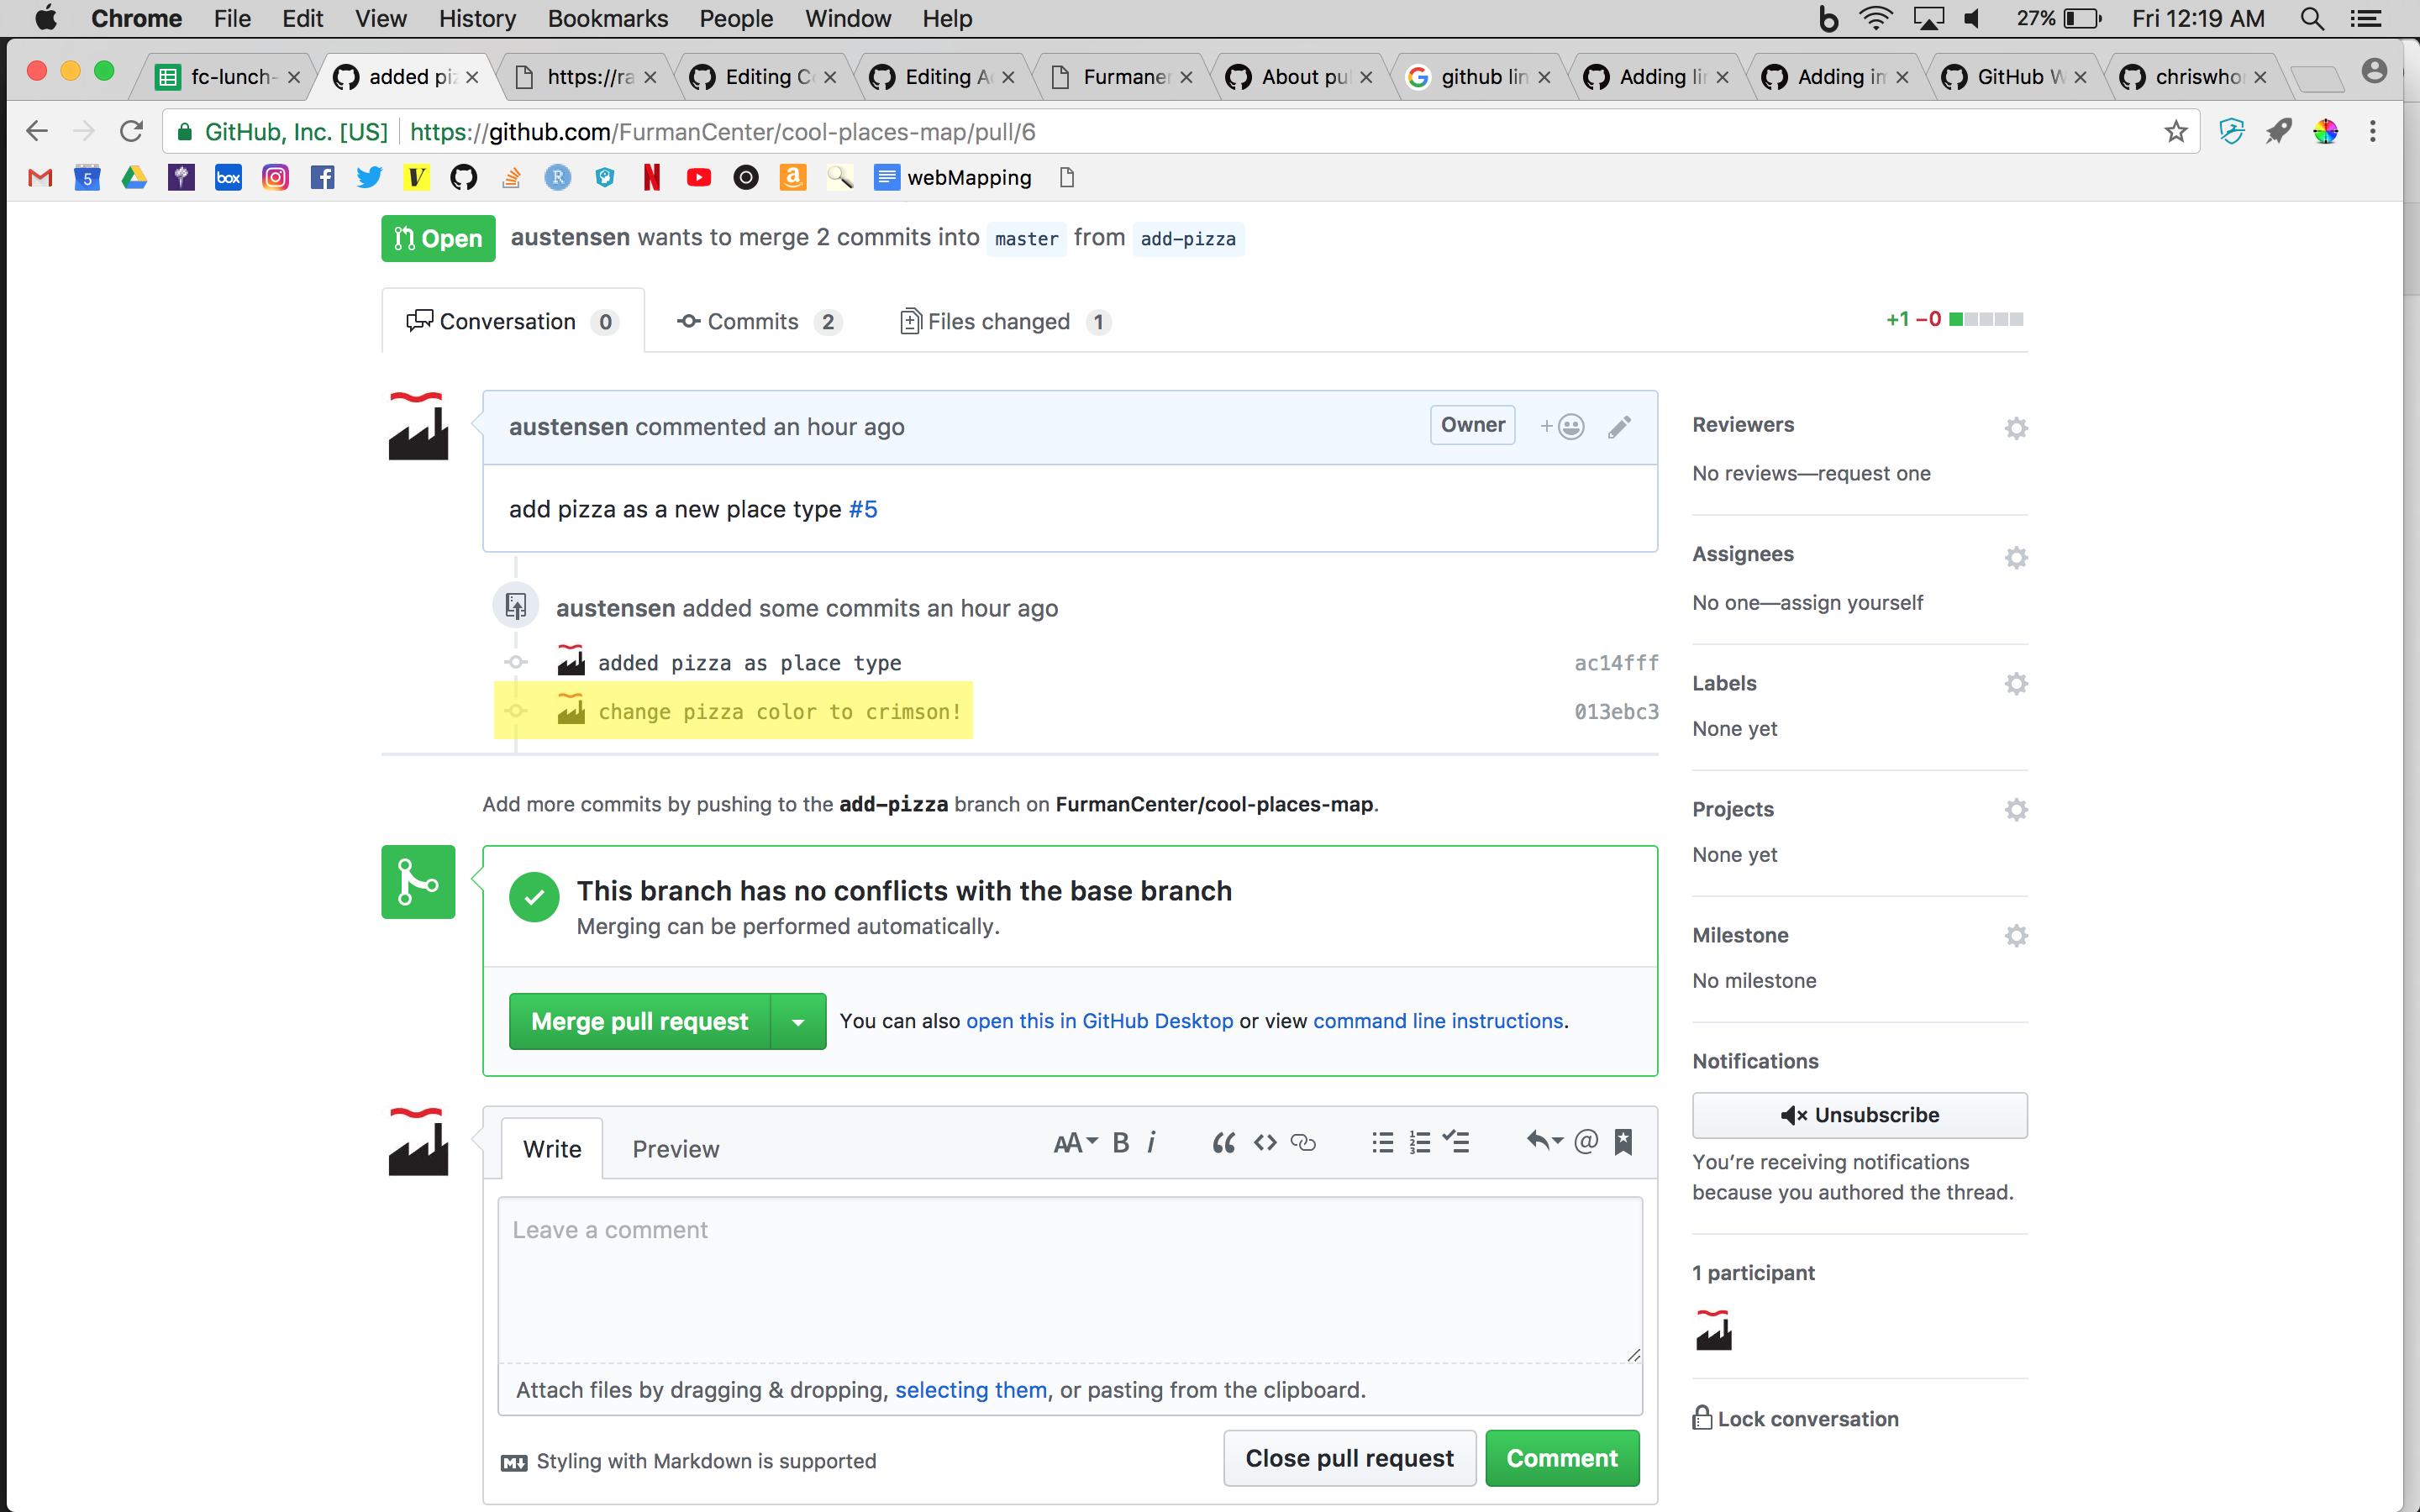 Chrome File Edit View History Bookmarks People Window Help 27% Fri 12:19 AM
fc-lunch- added piz https://ra Editing Co Editing A Furmaner About pul github lin Adding lin Adding im GitHub W chriswho
GitHub, Inc. [US] https://github.com/FurmanCenter/cool-places-map/pull/6
5 box V R N a webMapping
Open austensen wants to merge 2 commits into master from add-pizza
Conversation 0 Commits 2 Files changed 1 +1 −0
austensen commented an hour ago Owner
add pizza as a new place type #5
austensen added some commits an hour ago
added pizza as place type ac14fff
change pizza color to crimson! 013ebc3
Add more commits by pushing to the add-pizza branch on FurmanCenter/cool-places-map.
This branch has no conflicts with the base branch
Merging can be performed automatically.
Merge pull request You can also open this in GitHub Desktop or view command line instructions.
Write Preview AA B i
Leave a comment
Attach files by dragging & dropping, selecting them, or pasting from the clipboard.
Styling with Markdown is supported
Close pull request Comment
Reviewers
No reviews—request one
Assignees
No one—assign yourself
Labels
None yet
Projects
None yet
Milestone
No milestone
Notifications
Unsubscribe
You’re receiving notifications
because you authored the thread.
1 participant
Lock conversation